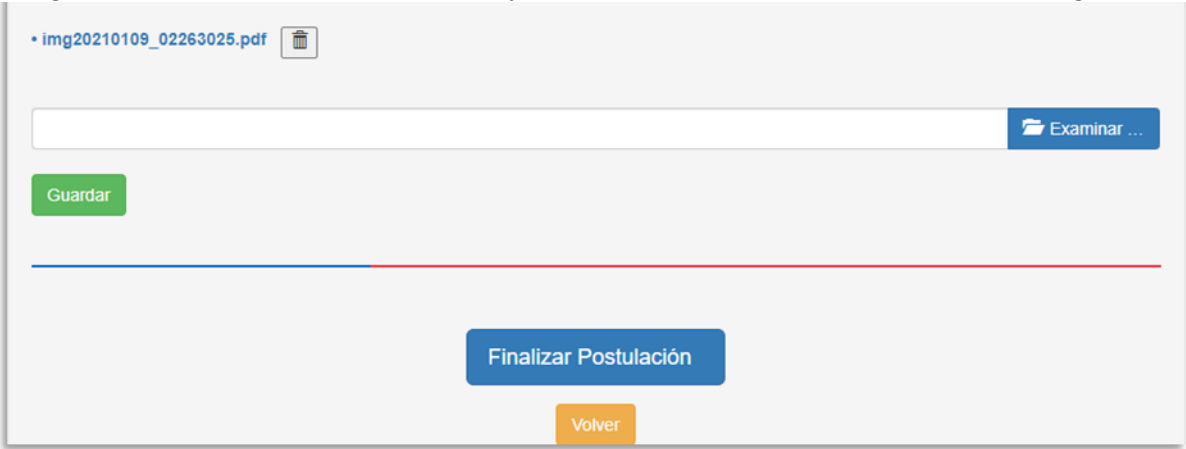 • img20210109_02263025.pdf
Examinar ...
Guardar
Finalizar Postulación
Volver